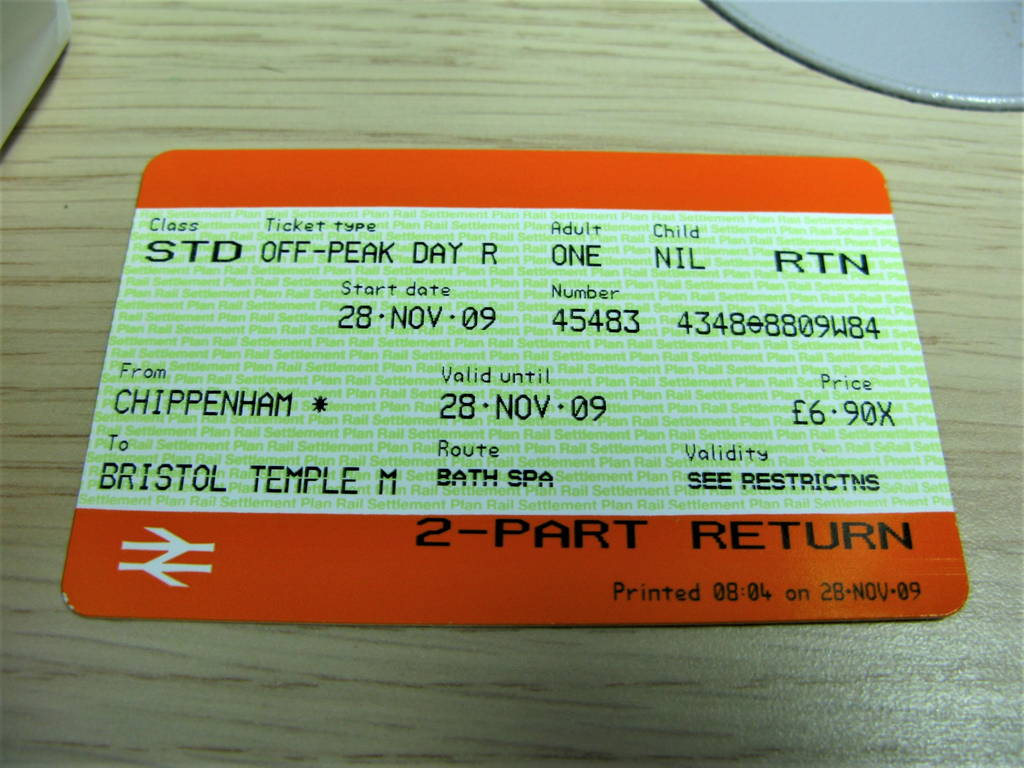 Class Ticket type Adult Child
STD OFF-PEAK DAY R ONE NIL RTN
Start date Number
28·NOV·09 45483 434808809W84
From Valid until Price
CHIPPENHAM * 28·NOV·09 £6·90X
To Route Validity
BRISTOL TEMPLE M BATH SPA SEE RESTRICTNS
2-PART RETURN
Printed 08:04 on 28·NOV·09